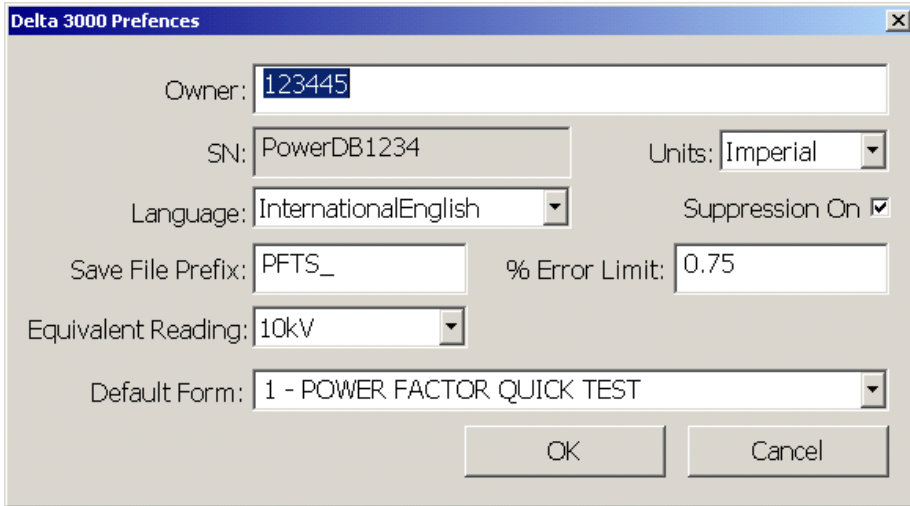 Delta 3000 Prefences
Owner: 123445
SN: PowerDB1234 Units: Imperial
Language: InternationalEnglish Suppression On
Save File Prefix: PFTS_ % Error Limit: 0.75
Equivalent Reading: 10kV
Default Form: 1 - POWER FACTOR QUICK TEST
OK Cancel